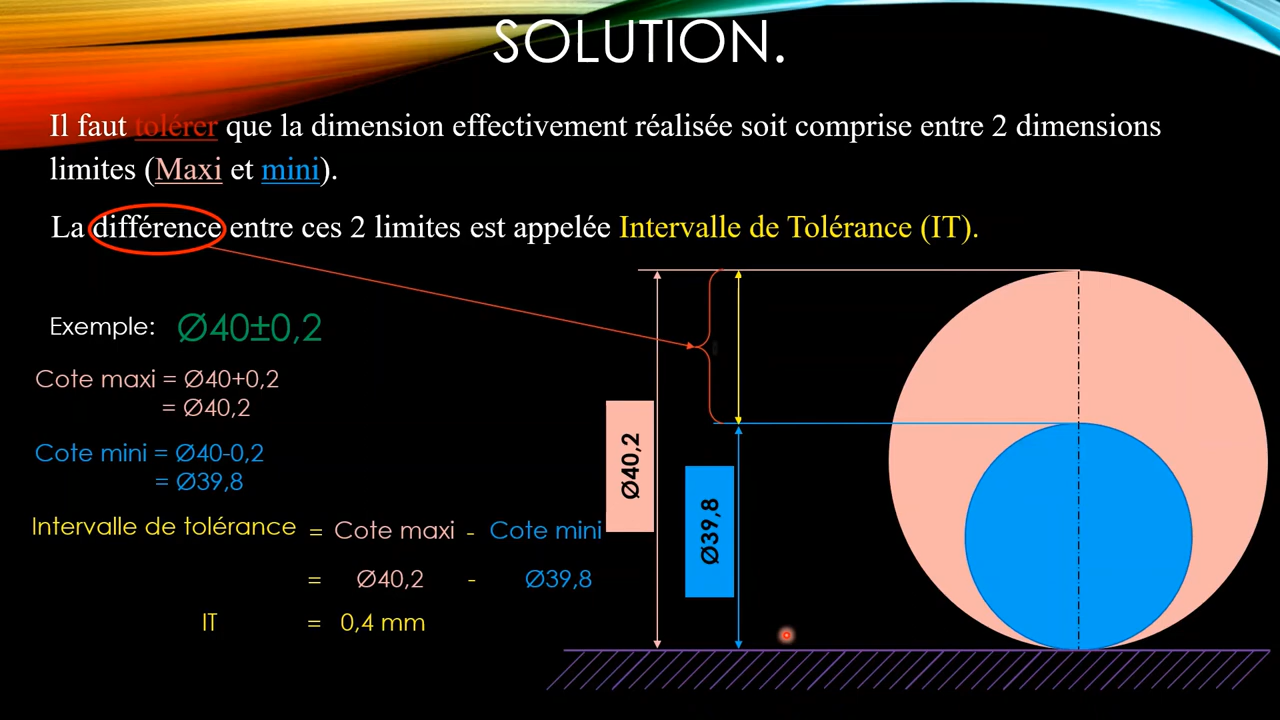 SOLUTION.
Il faut tolérer que la dimension effectivement réalisée soit comprise entre 2 dimensions
limites (Maxi et mini).
La différence entre ces 2 limites est appelée Intervalle de Tolérance (IT).
Exemple: Ø40±0,2
Cote maxi = Ø40+0,2
= Ø40,2
Cote mini = Ø40-0,2
= Ø39,8
Intervalle de tolérance = Cote maxi - Cote mini
= Ø40,2 - Ø39,8
IT = 0,4 mm
Ø40,2
Ø39,8